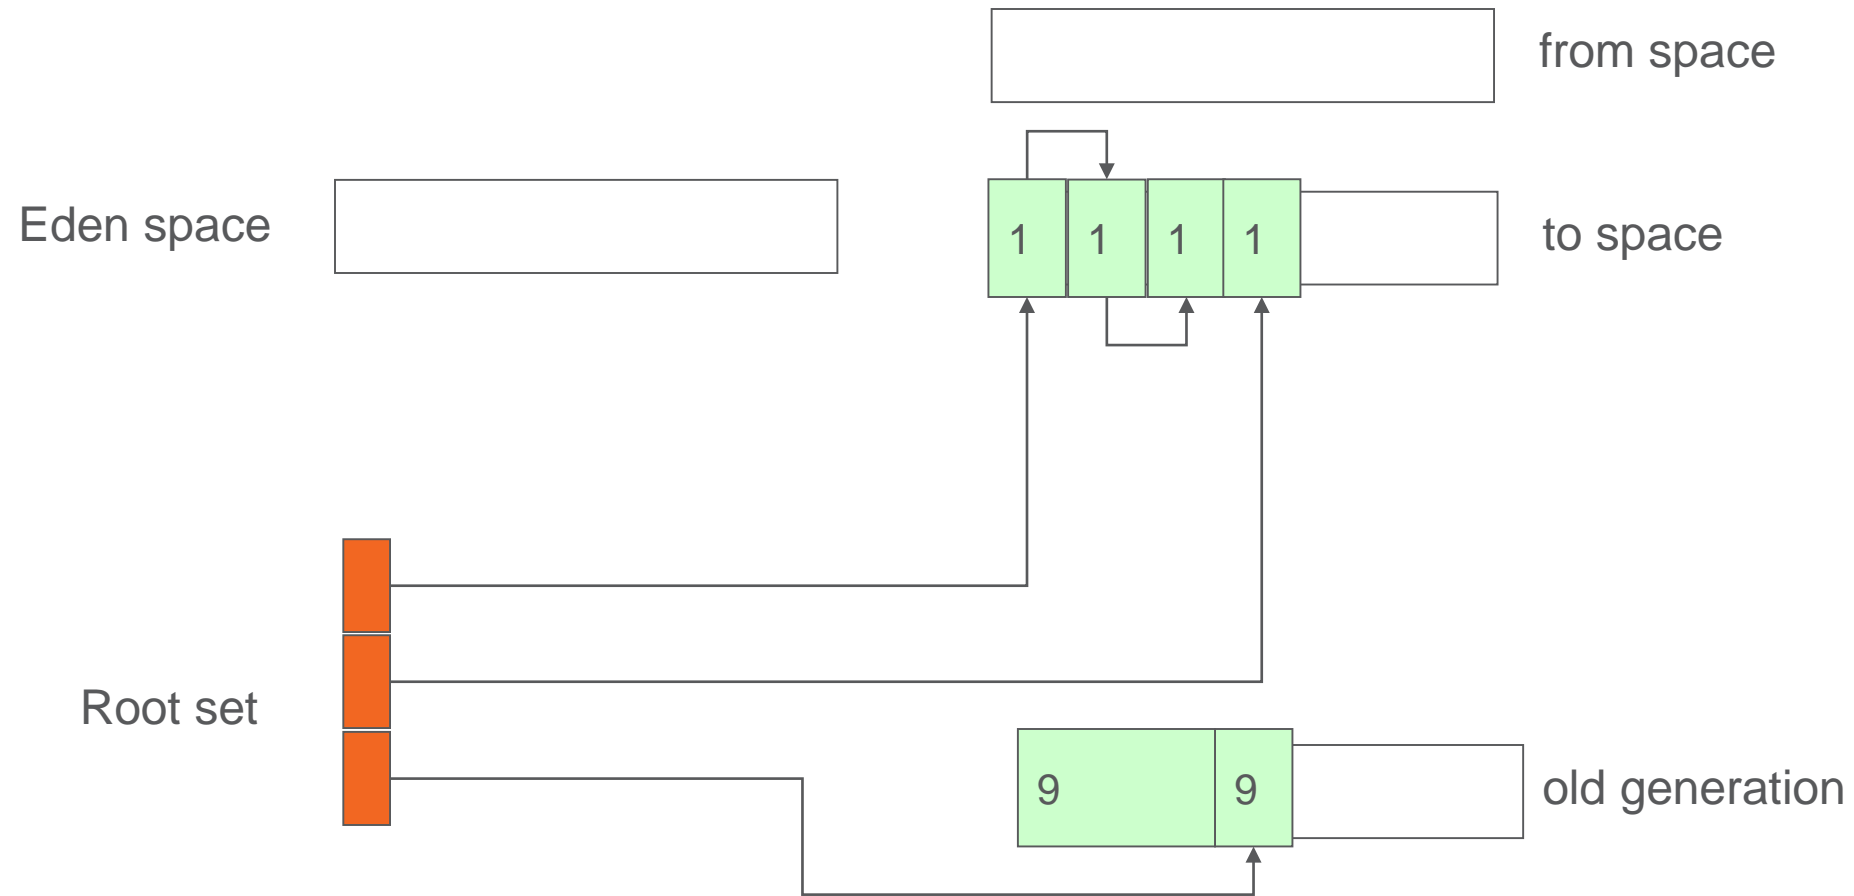 from space
Eden space
1 1 1 1
to space
Root set
9 9
old generation